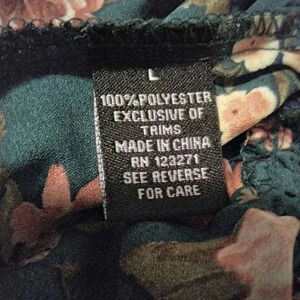 L
100%POLYESTER
EXCLUSIVE OF
TRIMS
MADE IN CHINA
RN 123271
SEE REVERSE
FOR CARE